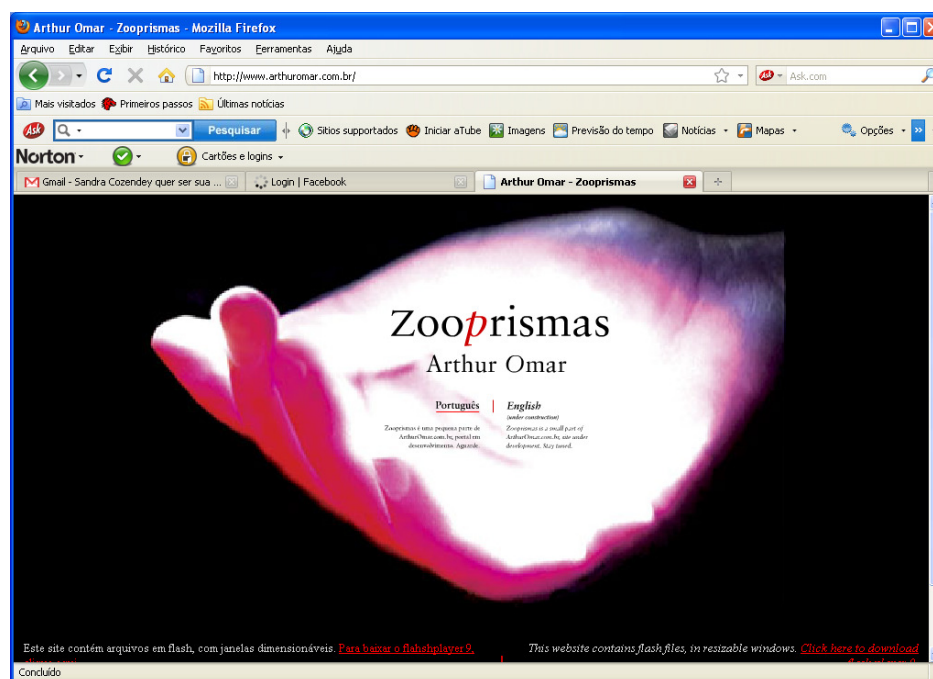 Arthur Omar - Zooprismas - Mozilla Firefox
Arquivo Editar Exibir Histórico Favoritos Ferramentas Ajuda
http://www.arthuromar.com.br/ Ask.com
Mais visitados Primeiros passos Últimas notícias
Ask Pesquisar Sítios supportados Iniciar aTube Imagens Previsão do tempo Notícias Mapas Opções
Norton Cartões e logins
Gmail - Sandra Cozendey quer ser sua ... Login | Facebook Arthur Omar - Zooprismas
Zooprismas
Arthur Omar
Português | English
(under construction)
Zooprismas é uma pequena parte de
ArthurOmar.com.br, portal em
desenvolvimento. Aguarde.
Zooprismas is a small part of
ArthurOmar.com.br, site under
development. Stay tuned.
Este site contém arquivos em flash, com janelas dimensionáveis. Para baixar o flahshplayer 9,
This website contains flash files, in resizable windows. Click here to download
Concluído